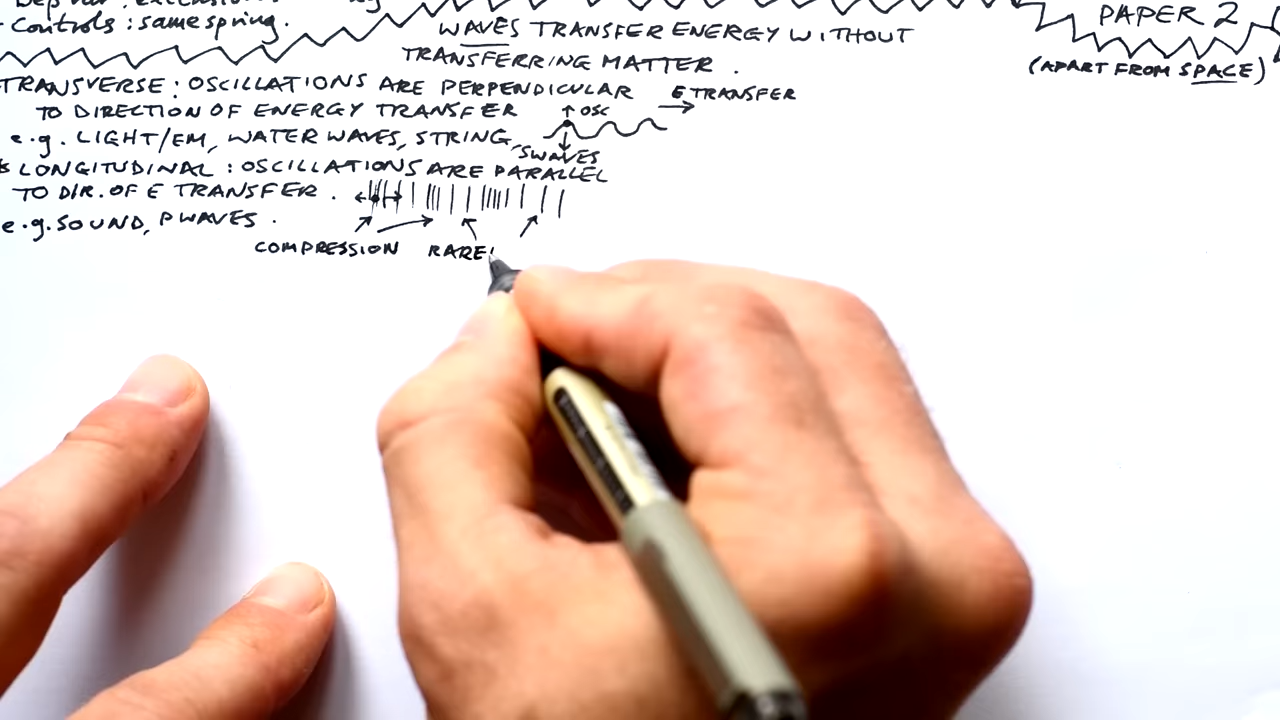 Controls : same spring.
PAPER 2
(APART FROM SPACE)
WAVES TRANSFER ENERGY WITHOUT
TRANSFERRING MATTER .
TRANSVERSE : OSCILLATIONS ARE PERPENDICULAR
TO DIRECTION OF ENERGY TRANSFER
e.g. LIGHT/EM, WATER WAVES, STRING, S WAVES
OSC
E TRANSFER
LONGITUDINAL : OSCILLATIONS ARE PARALLEL
TO DIR. OF E TRANSFER .
e.g. SOUND, P WAVES .
COMPRESSION RARE